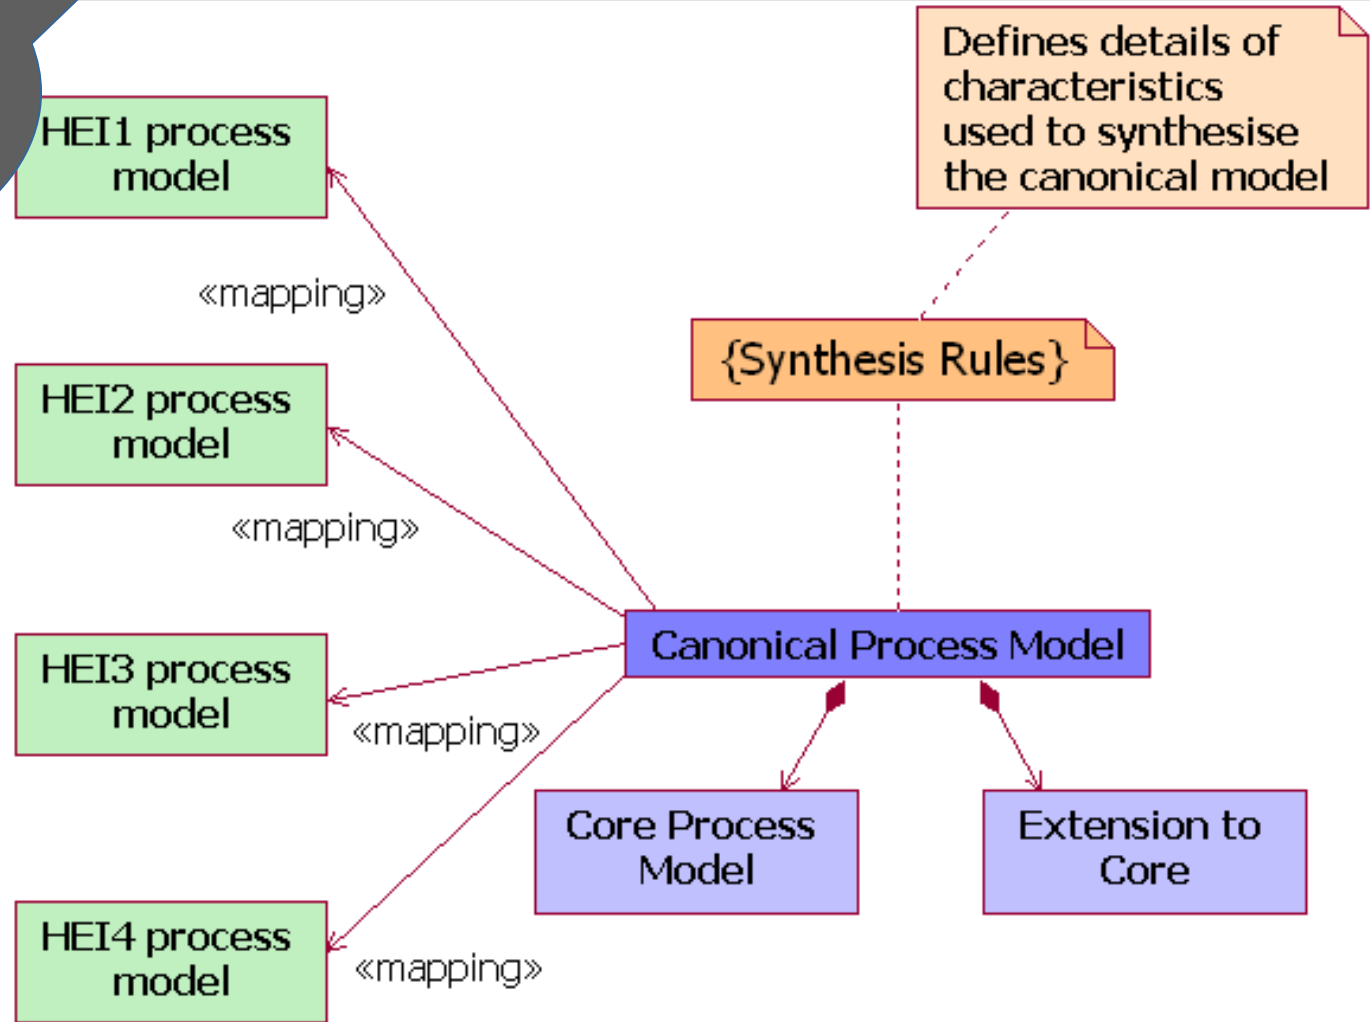 Defines details of
characteristics
used to synthesise
the canonical model
HEI1 process
model
«mapping»
{Synthesis Rules}
HEI2 process
model
«mapping»
Canonical Process Model
HEI3 process
model
«mapping»
Core Process
Model
Extension to
Core
HEI4 process
model
«mapping»